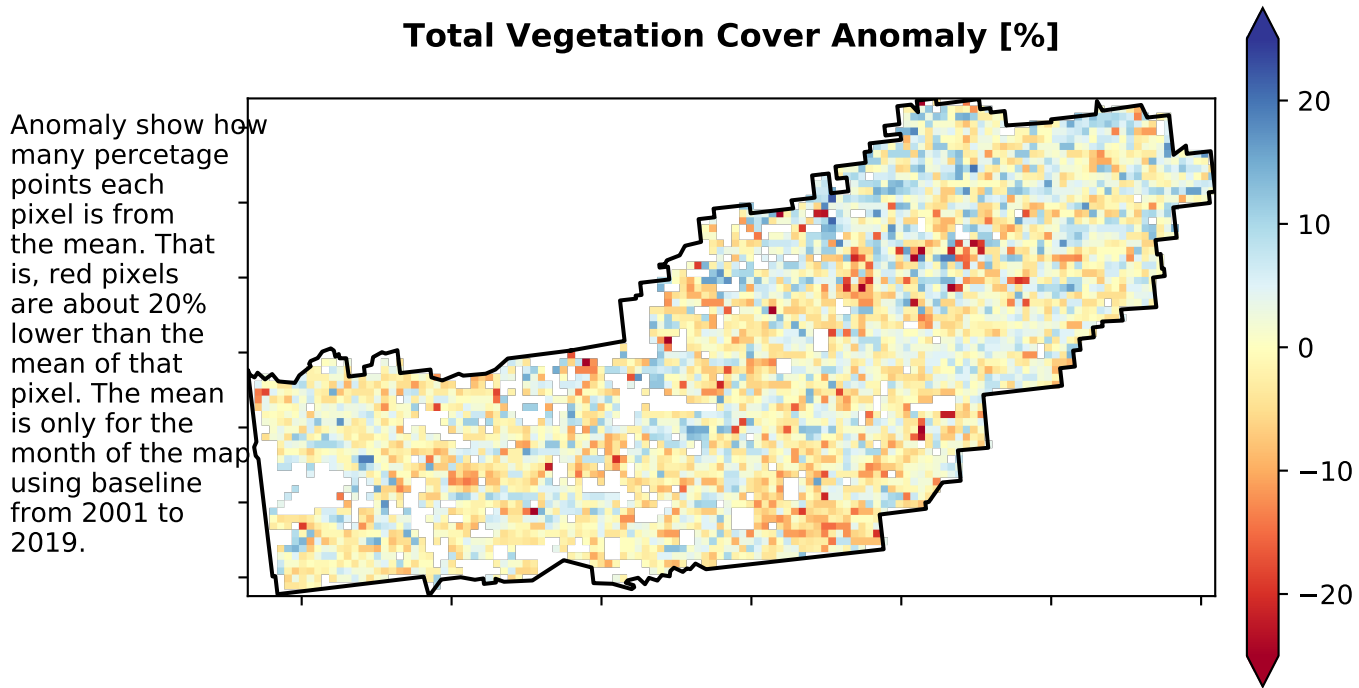 Total Vegetation Cover Anomaly [%]
Anomaly show how
many percetage
points each
pixel is from
the mean. That
is, red pixels
are about 20%
lower than the
mean of that
pixel. The mean
is only for the
month of the map
using baseline
from 2001 to
2019.
20
10
0
−10
−20